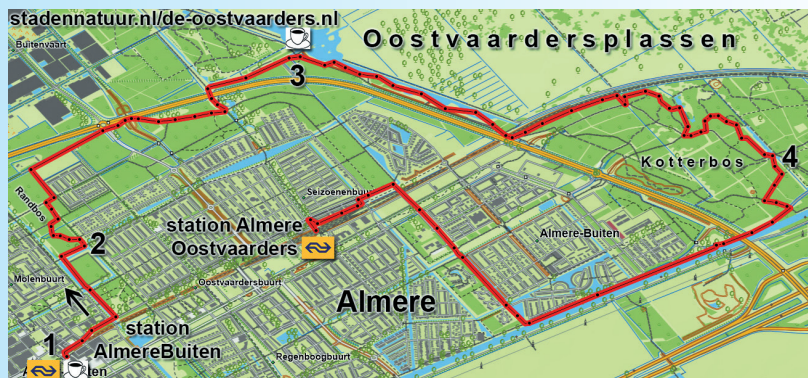 stadennatuur.nl/de-oostvaarders.nl
Buitenvaart
Oostvaardersplassen
3
4
Kotterbos
Randbos
Seizoenenbuurt
2
station Almere
Oostvaarders
Almere-Buiten
Molenbuurt
Oostvaardersbuurt
Almere
1
station
AlmereBuiten
Regenboogbuurt